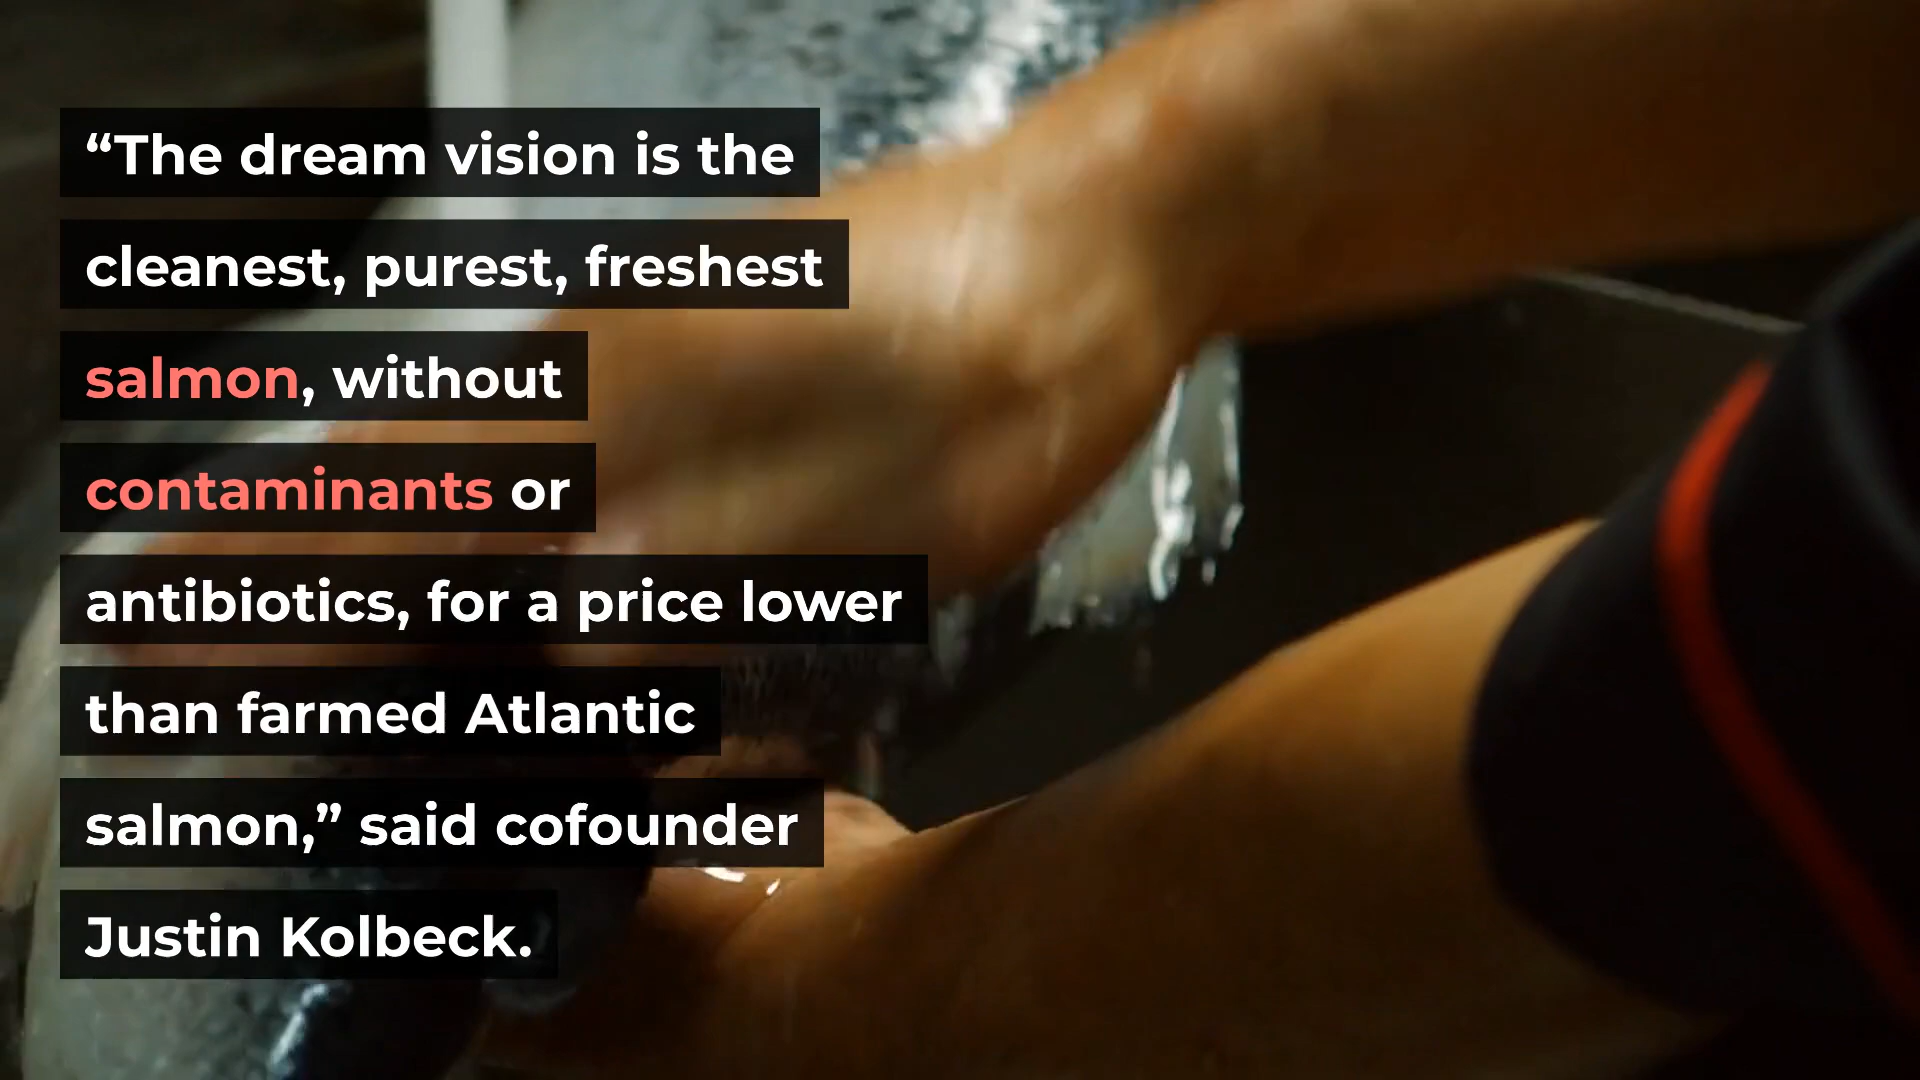 “The dream vision is the
cleanest, purest, freshest
salmon, without
contaminants or
antibiotics, for a price lower
than farmed Atlantic
salmon,” said cofounder
Justin Kolbeck.